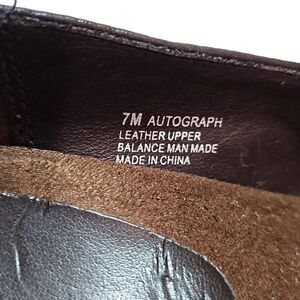 7M AUTOGRAPH
LEATHER UPPER
BALANCE MAN MADE
MADE IN CHINA